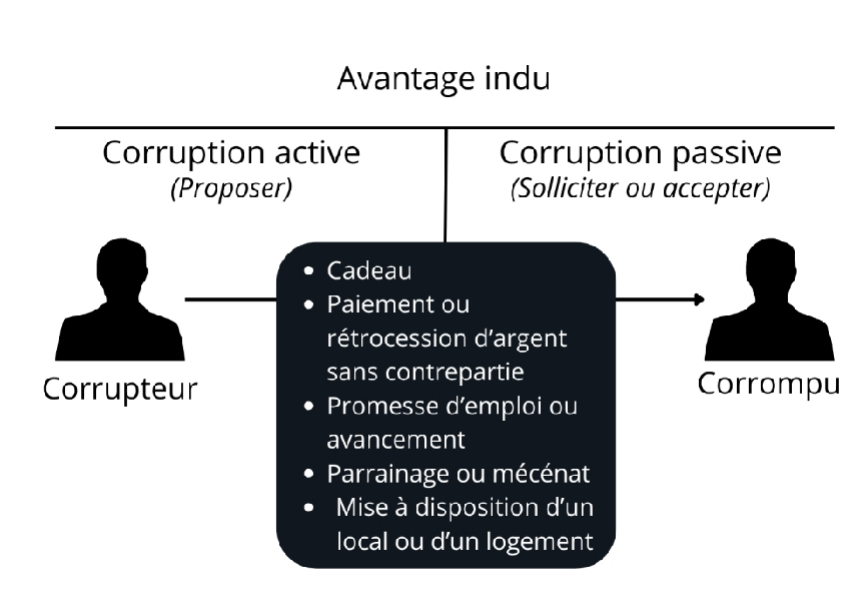 Avantage indu
Corruption active
(Proposer)
Corruption passive
(Solliciter ou accepter)
Corrupteur
• Cadeau
• Paiement ou
rétrocession d'argent
sans contrepartie
• Promesse d'emploi ou
avancement
• Parrainage ou mécénat
• Mise à disposition d'un
local ou d'un logement
Corrompu